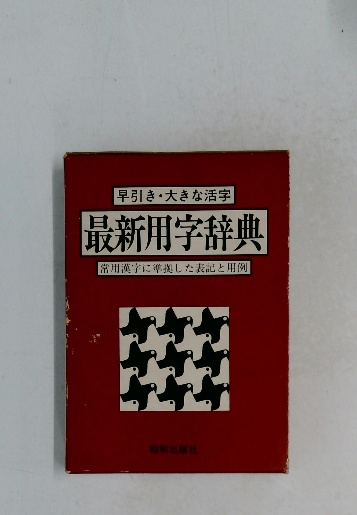 早引き・大きな活字
最新用字辞典
常用漢字に準拠した表記と用例